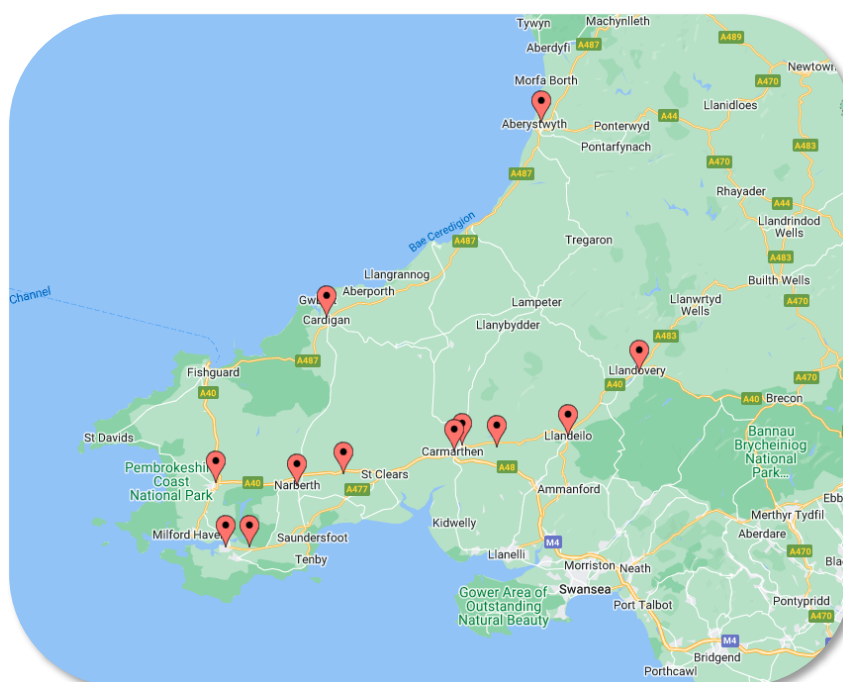 Tywyn
Machynlleth
A489
Aberdyfi
A487
Newtown
A470
Morfa Borth
Llanidloes
Aberystwyth
Ponterwyd
A44
Pontarfynach
A483
A470
A487
Rhayader
A44
Llandrindod
Wells
Bae Ceredigion
A487
Tregaron
A483
Channel
Llangrannog
Builth Wells
Aberporth
Cardigan
Lampeter
Llanwrtyd
Wells
A470
Llanybydder
A483
A487
Fishguard
Llandovery
A470
A40
A40
A40
Brecon
St Davids
Llandeilo
Bannau
Brycheiniog
National
Park...
Carmarthen
Pembrokeshire
Coast
National Park
A40
Narberth
St Clears
A48
A477
Ammanford
Merthyr Tydfil
Ebb
Kidwelly
Milford Haven
Saundersfoot
Aberdare
Tenby
M4
Llanelli
A470
Morriston
Neath
Swansea
Gower Area of
Outstanding
Natural Beauty
Port Talbot
Pontypridd
A470
M4
Bridgend
Porthcawl